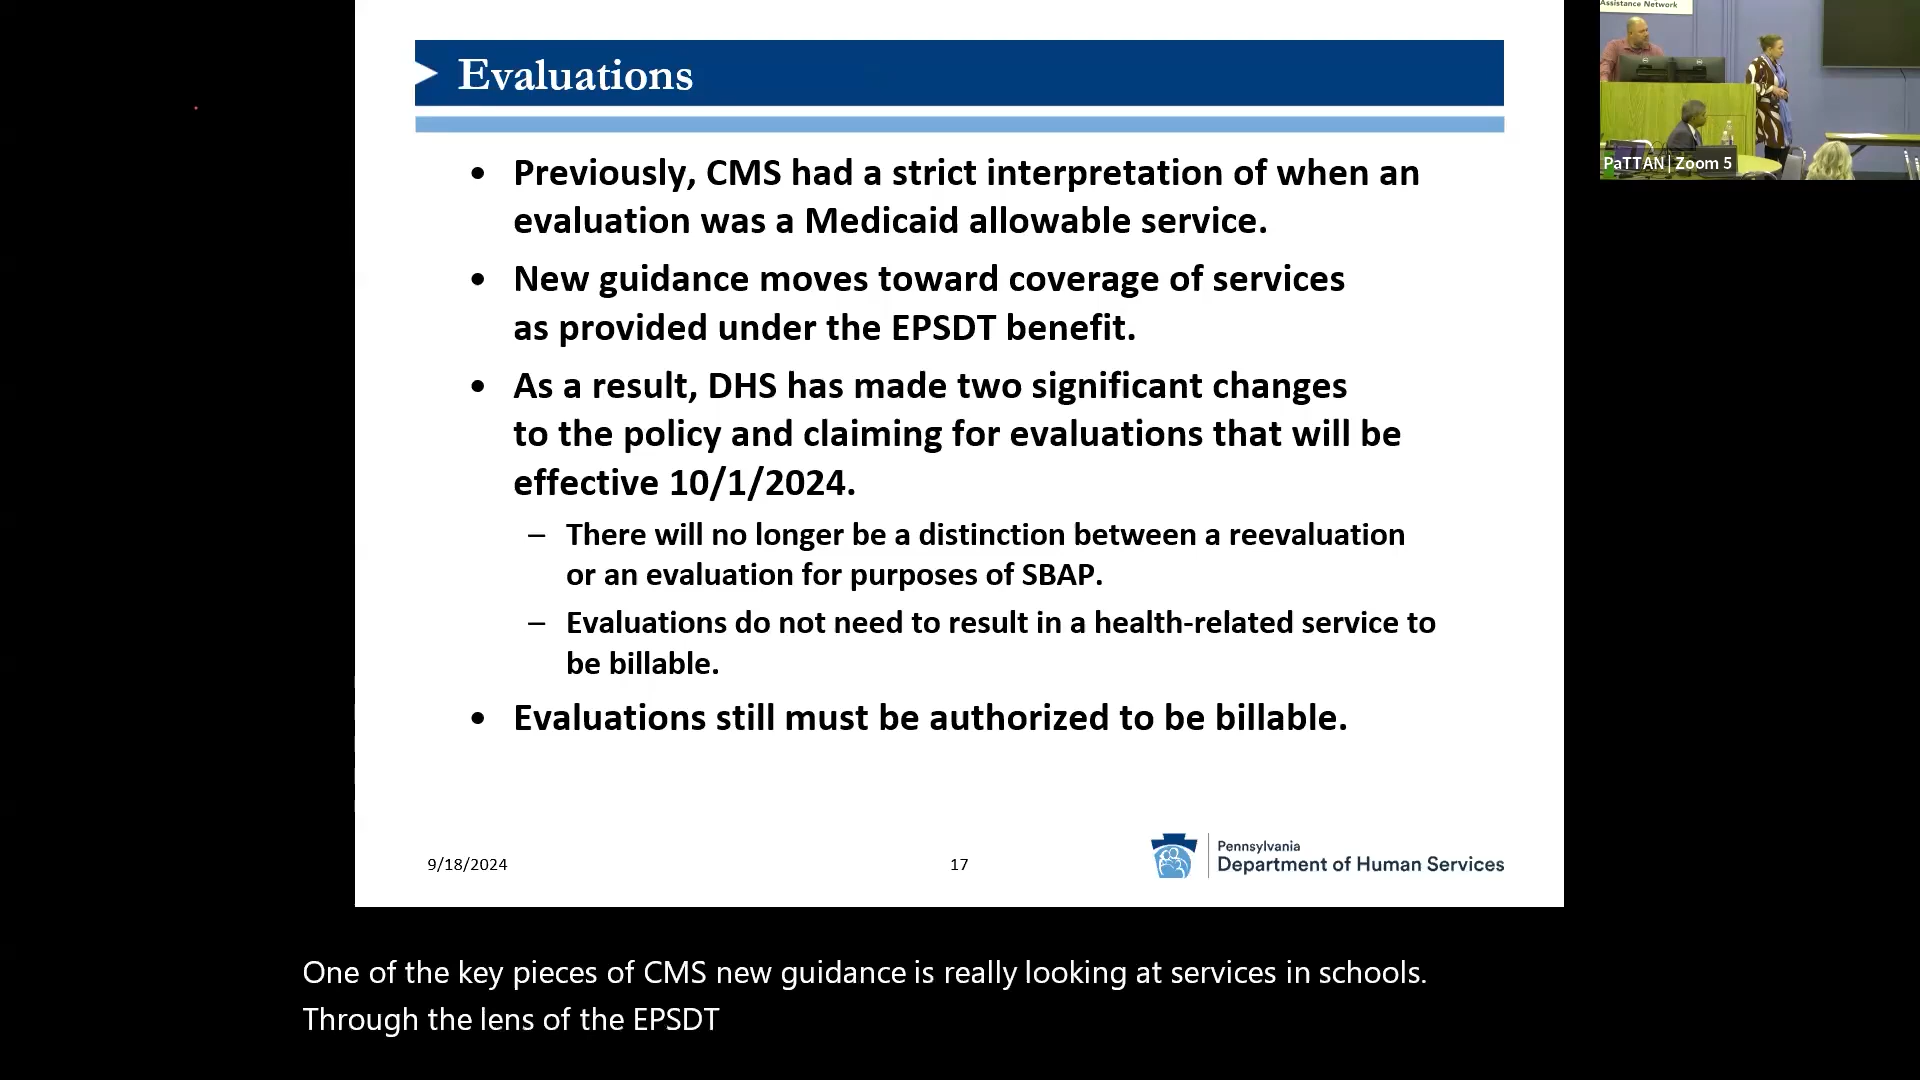 Evaluations
• Previously, CMS had a strict interpretation of when an
evaluation was a Medicaid allowable service.
• New guidance moves toward coverage of services
as provided under the EPSDT benefit.
• As a result, DHS has made two significant changes
to the policy and claiming for evaluations that will be
effective 10/1/2024.
– There will no longer be a distinction between a reevaluation
or an evaluation for purposes of SBAP.
– Evaluations do not need to result in a health-related service to
be billable.
• Evaluations still must be authorized to be billable.
9/18/2024
17
Pennsylvania
Department of Human Services
Assistance Network
PaTTAN | Zoom 5
One of the key pieces of CMS new guidance is really looking at services in schools.
Through the lens of the EPSDT